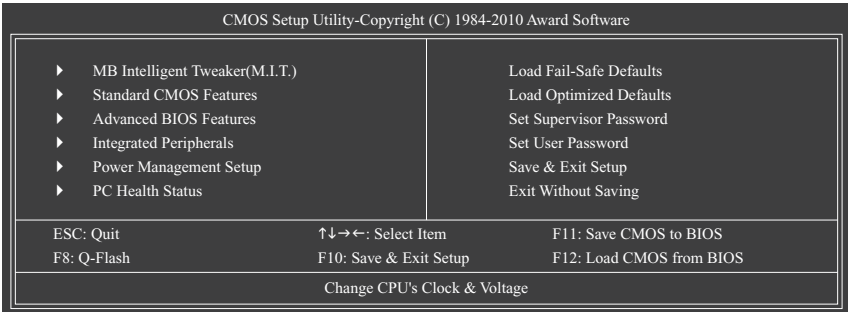 CMOS Setup Utility-Copyright (C) 1984-2010 Award Software
MB Intelligent Tweaker(M.I.T.)
Standard CMOS Features
Advanced BIOS Features
Integrated Peripherals
Power Management Setup
PC Health Status
Load Fail-Safe Defaults
Load Optimized Defaults
Set Supervisor Password
Set User Password
Save & Exit Setup
Exit Without Saving
ESC: Quit
↑↓→←: Select Item
F11: Save CMOS to BIOS
F8: Q-Flash
F10: Save & Exit Setup
F12: Load CMOS from BIOS
Change CPU's Clock & Voltage